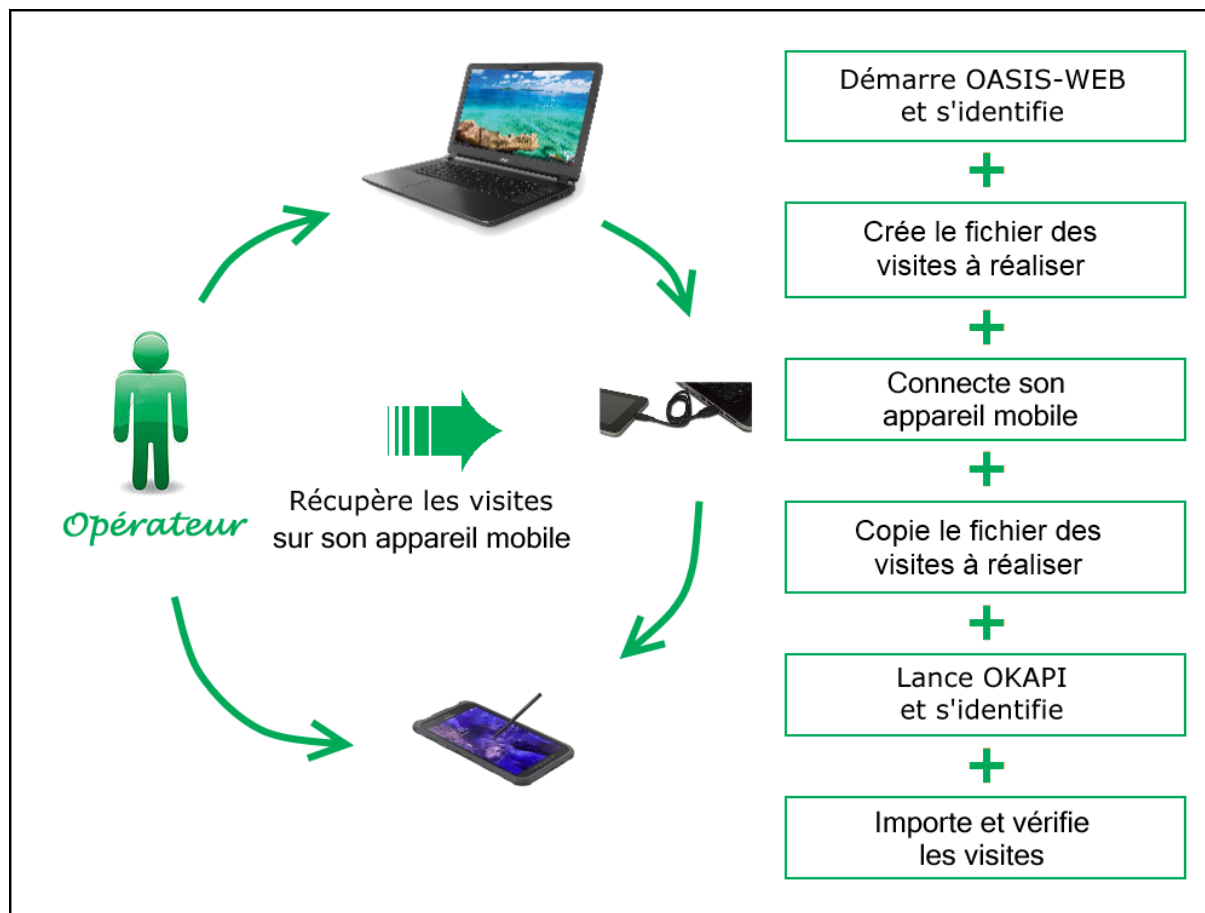 Opérateur
Récupère les visites
sur son appareil mobile
Démarre OASIS-WEB
et s'identifie
+
Crée le fichier des
visites à réaliser
+
Connecte son
appareil mobile
+
Copie le fichier des
visites à réaliser
+
Lance OKAPI
et s'identifie
+
Importe et vérifie
les visites